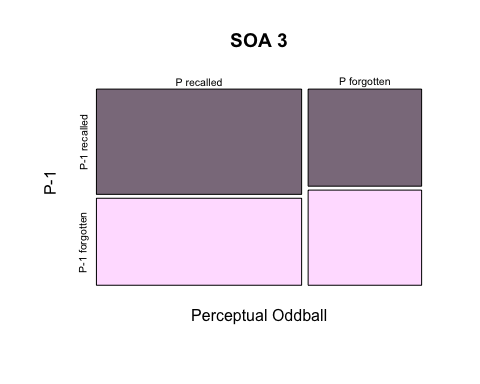 SOA 3
P recalled
P forgotten
P-1 recalled
P-1
P-1 forgotten
Perceptual Oddball